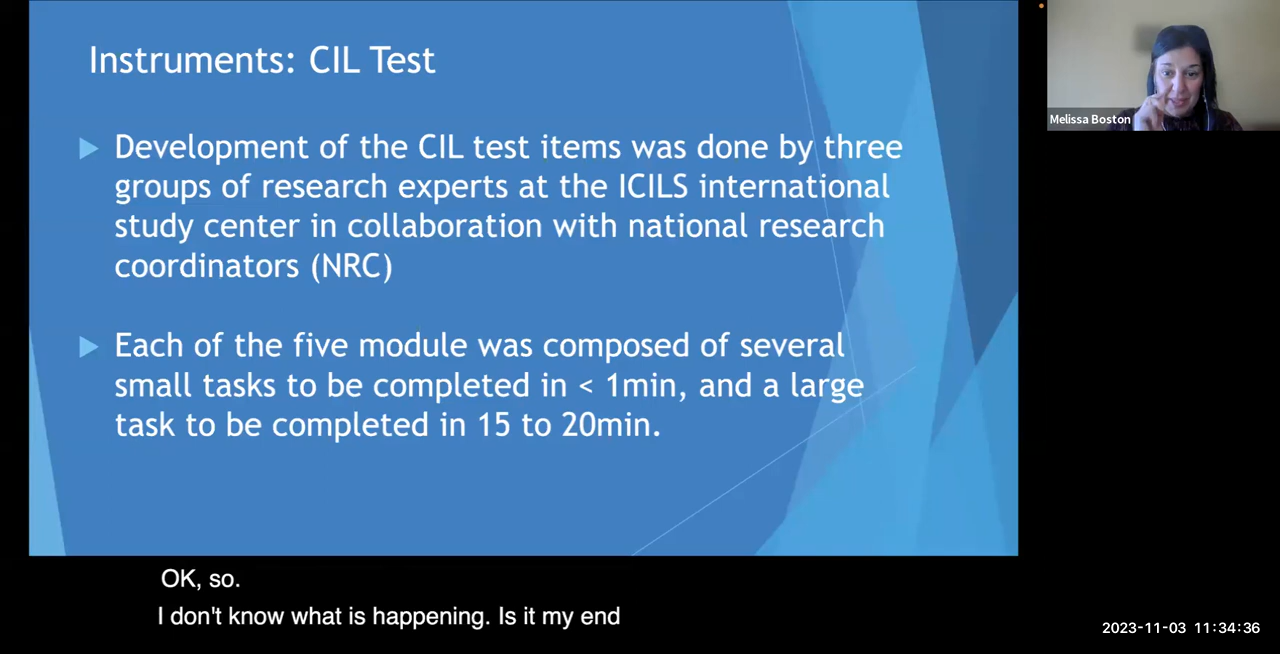 Instruments: CIL Test
Development of the CIL test items was done by three
groups of research experts at the ICILS international
study center in collaboration with national research
coordinators (NRC)
Each of the five module was composed of several
small tasks to be completed in < 1min, and a large
task to be completed in 15 to 20min.
Melissa Boston
OK, so.
I don't know what is happening. Is it my end
2023-11-03 11:34:36